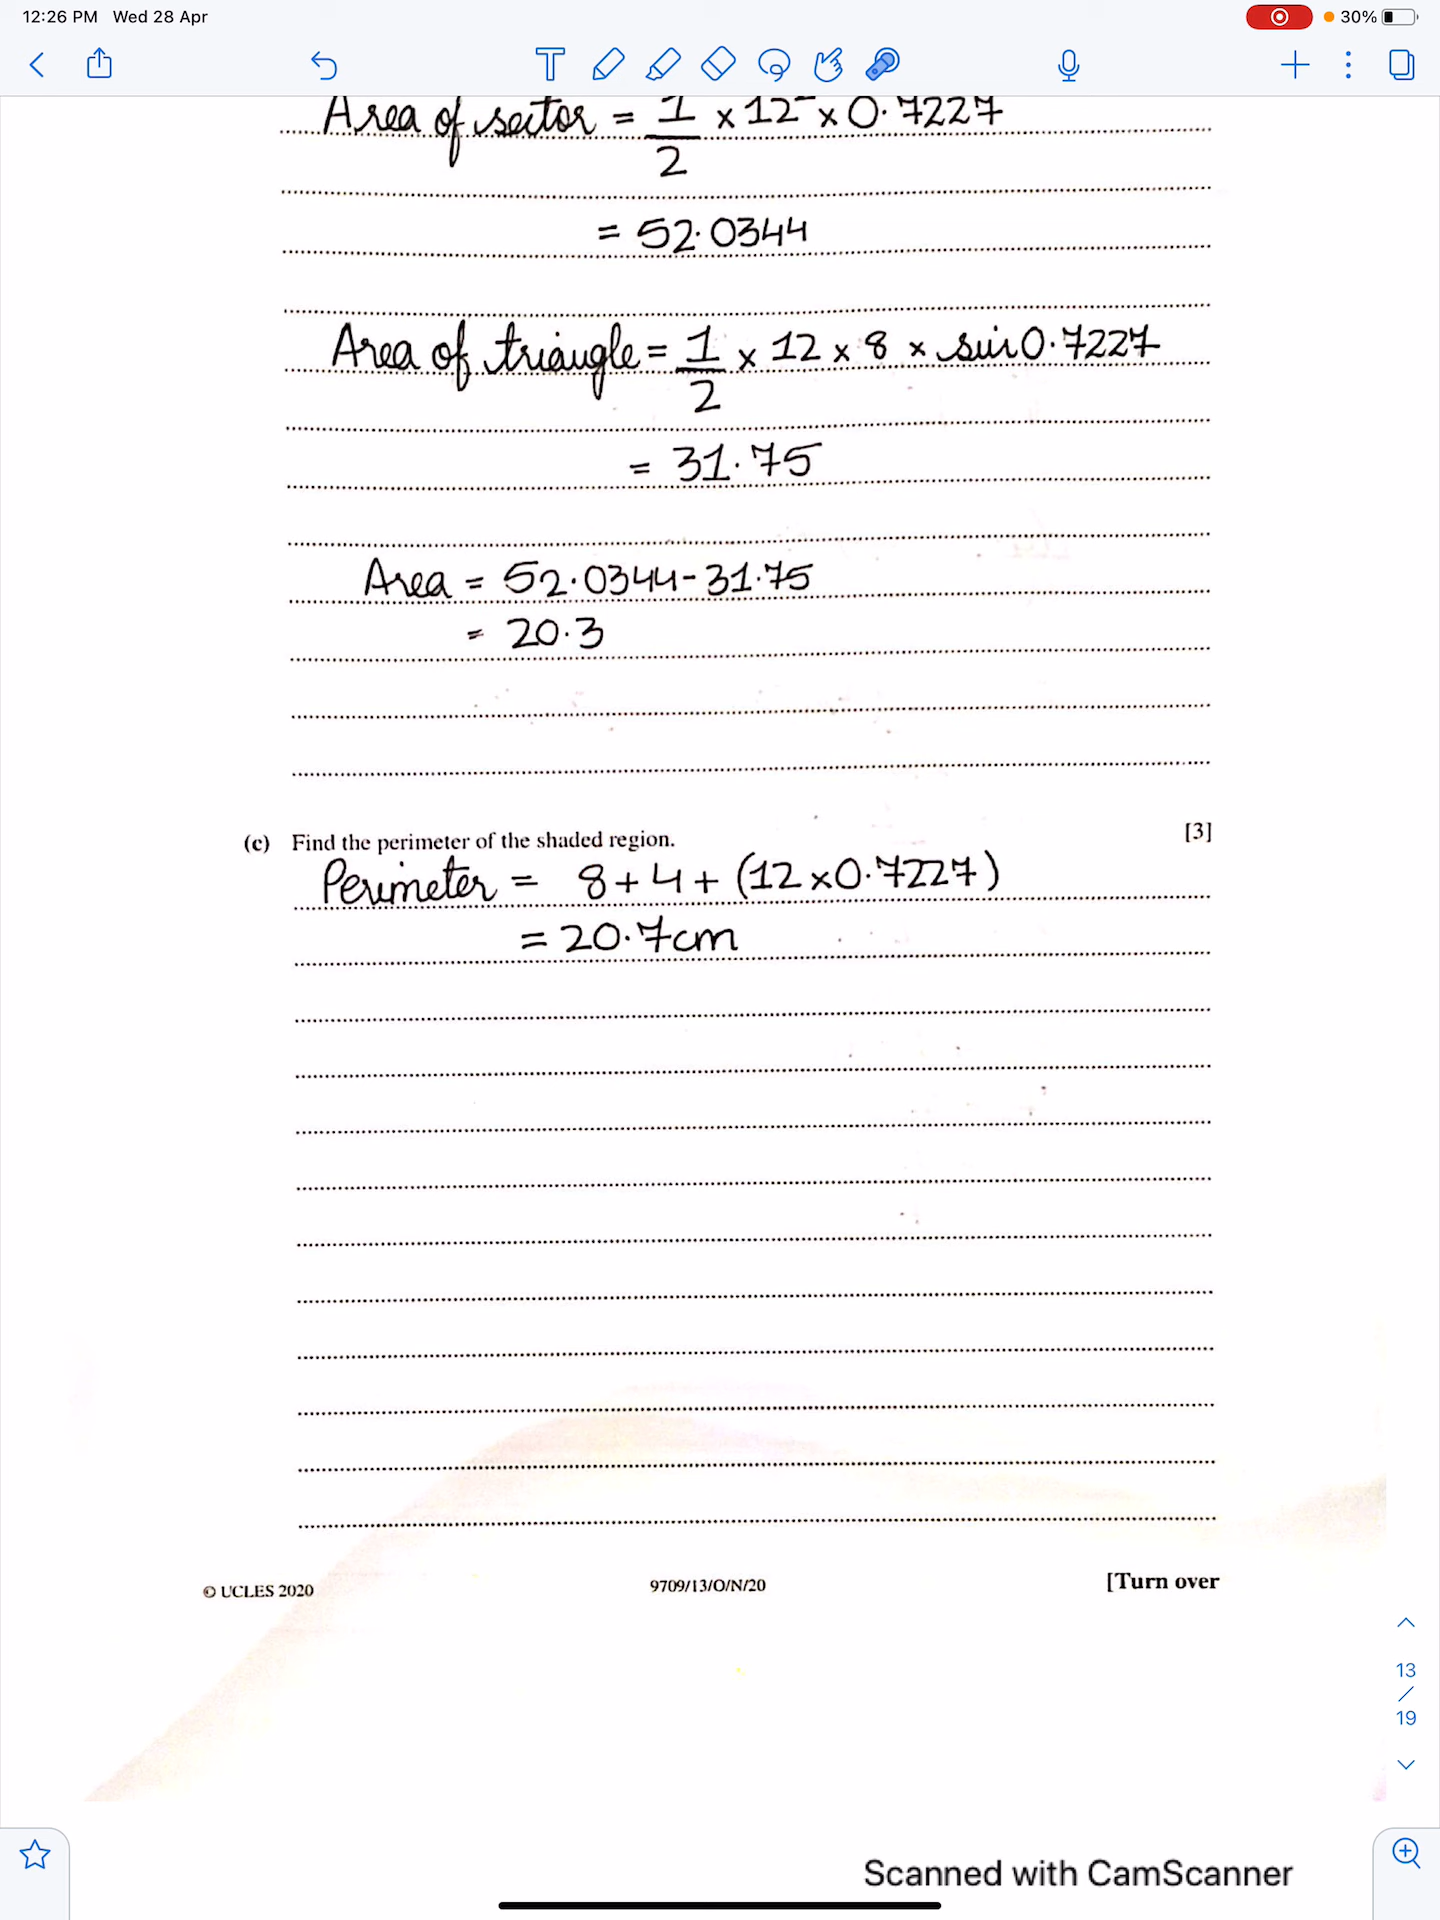 12:26 PM Wed 28 Apr
30%
Area of sector = 1/2 x 12² x 0.7227
= 52.0344
Area of triangle = 1/2 x 12 x 8 x sin 0.7227
= 31.75
Area = 52.0344 - 31.75
= 20.3
(c) Find the perimeter of the shaded region. [3]
Perimeter = 8 + 4 + (12 x 0.7227)
= 20.7cm
© UCLES 2020
9709/13/O/N/20
[Turn over
13
/
19
Scanned with CamScanner